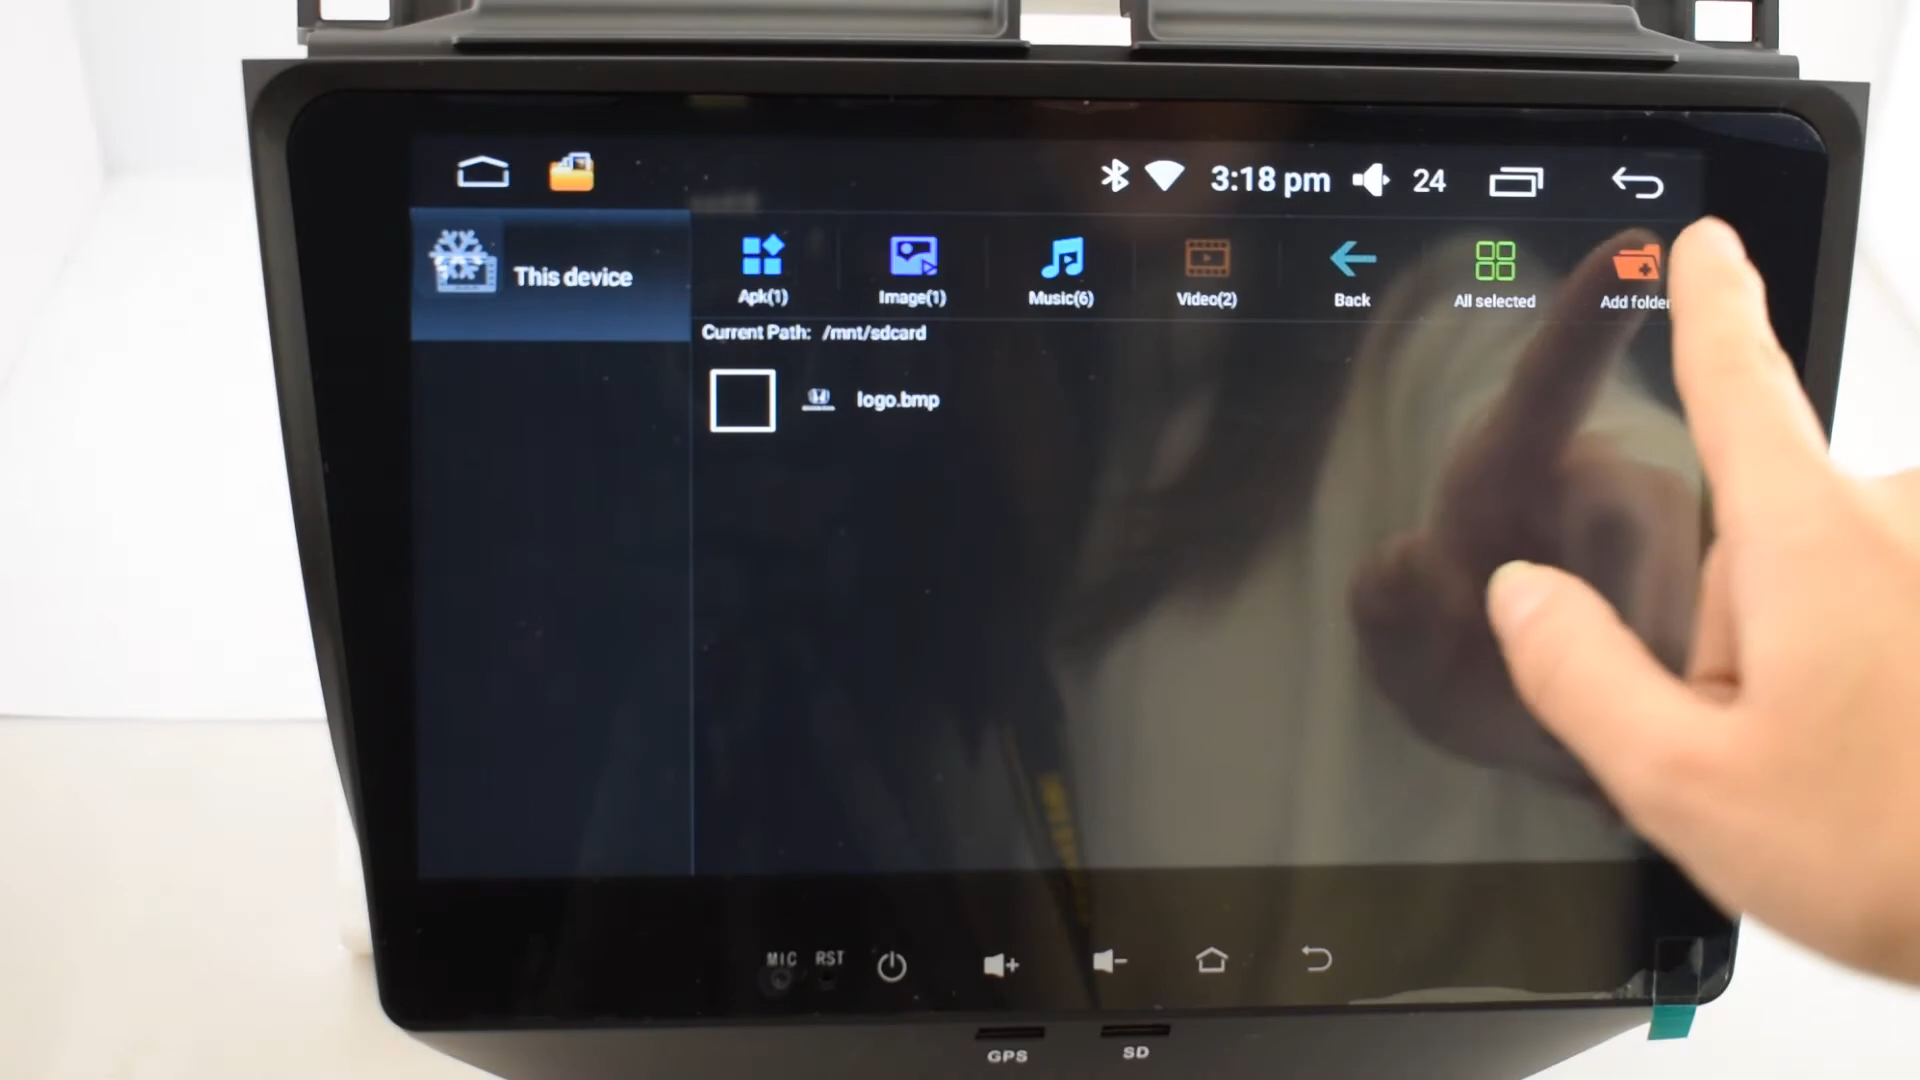 3:18 pm 24
This device
Apk(1) Image(1) Music(6) Video(2) Back All selected Add folder
Current Path: /mnt/sdcard
logo.bmp
MIC RST
GPS SD